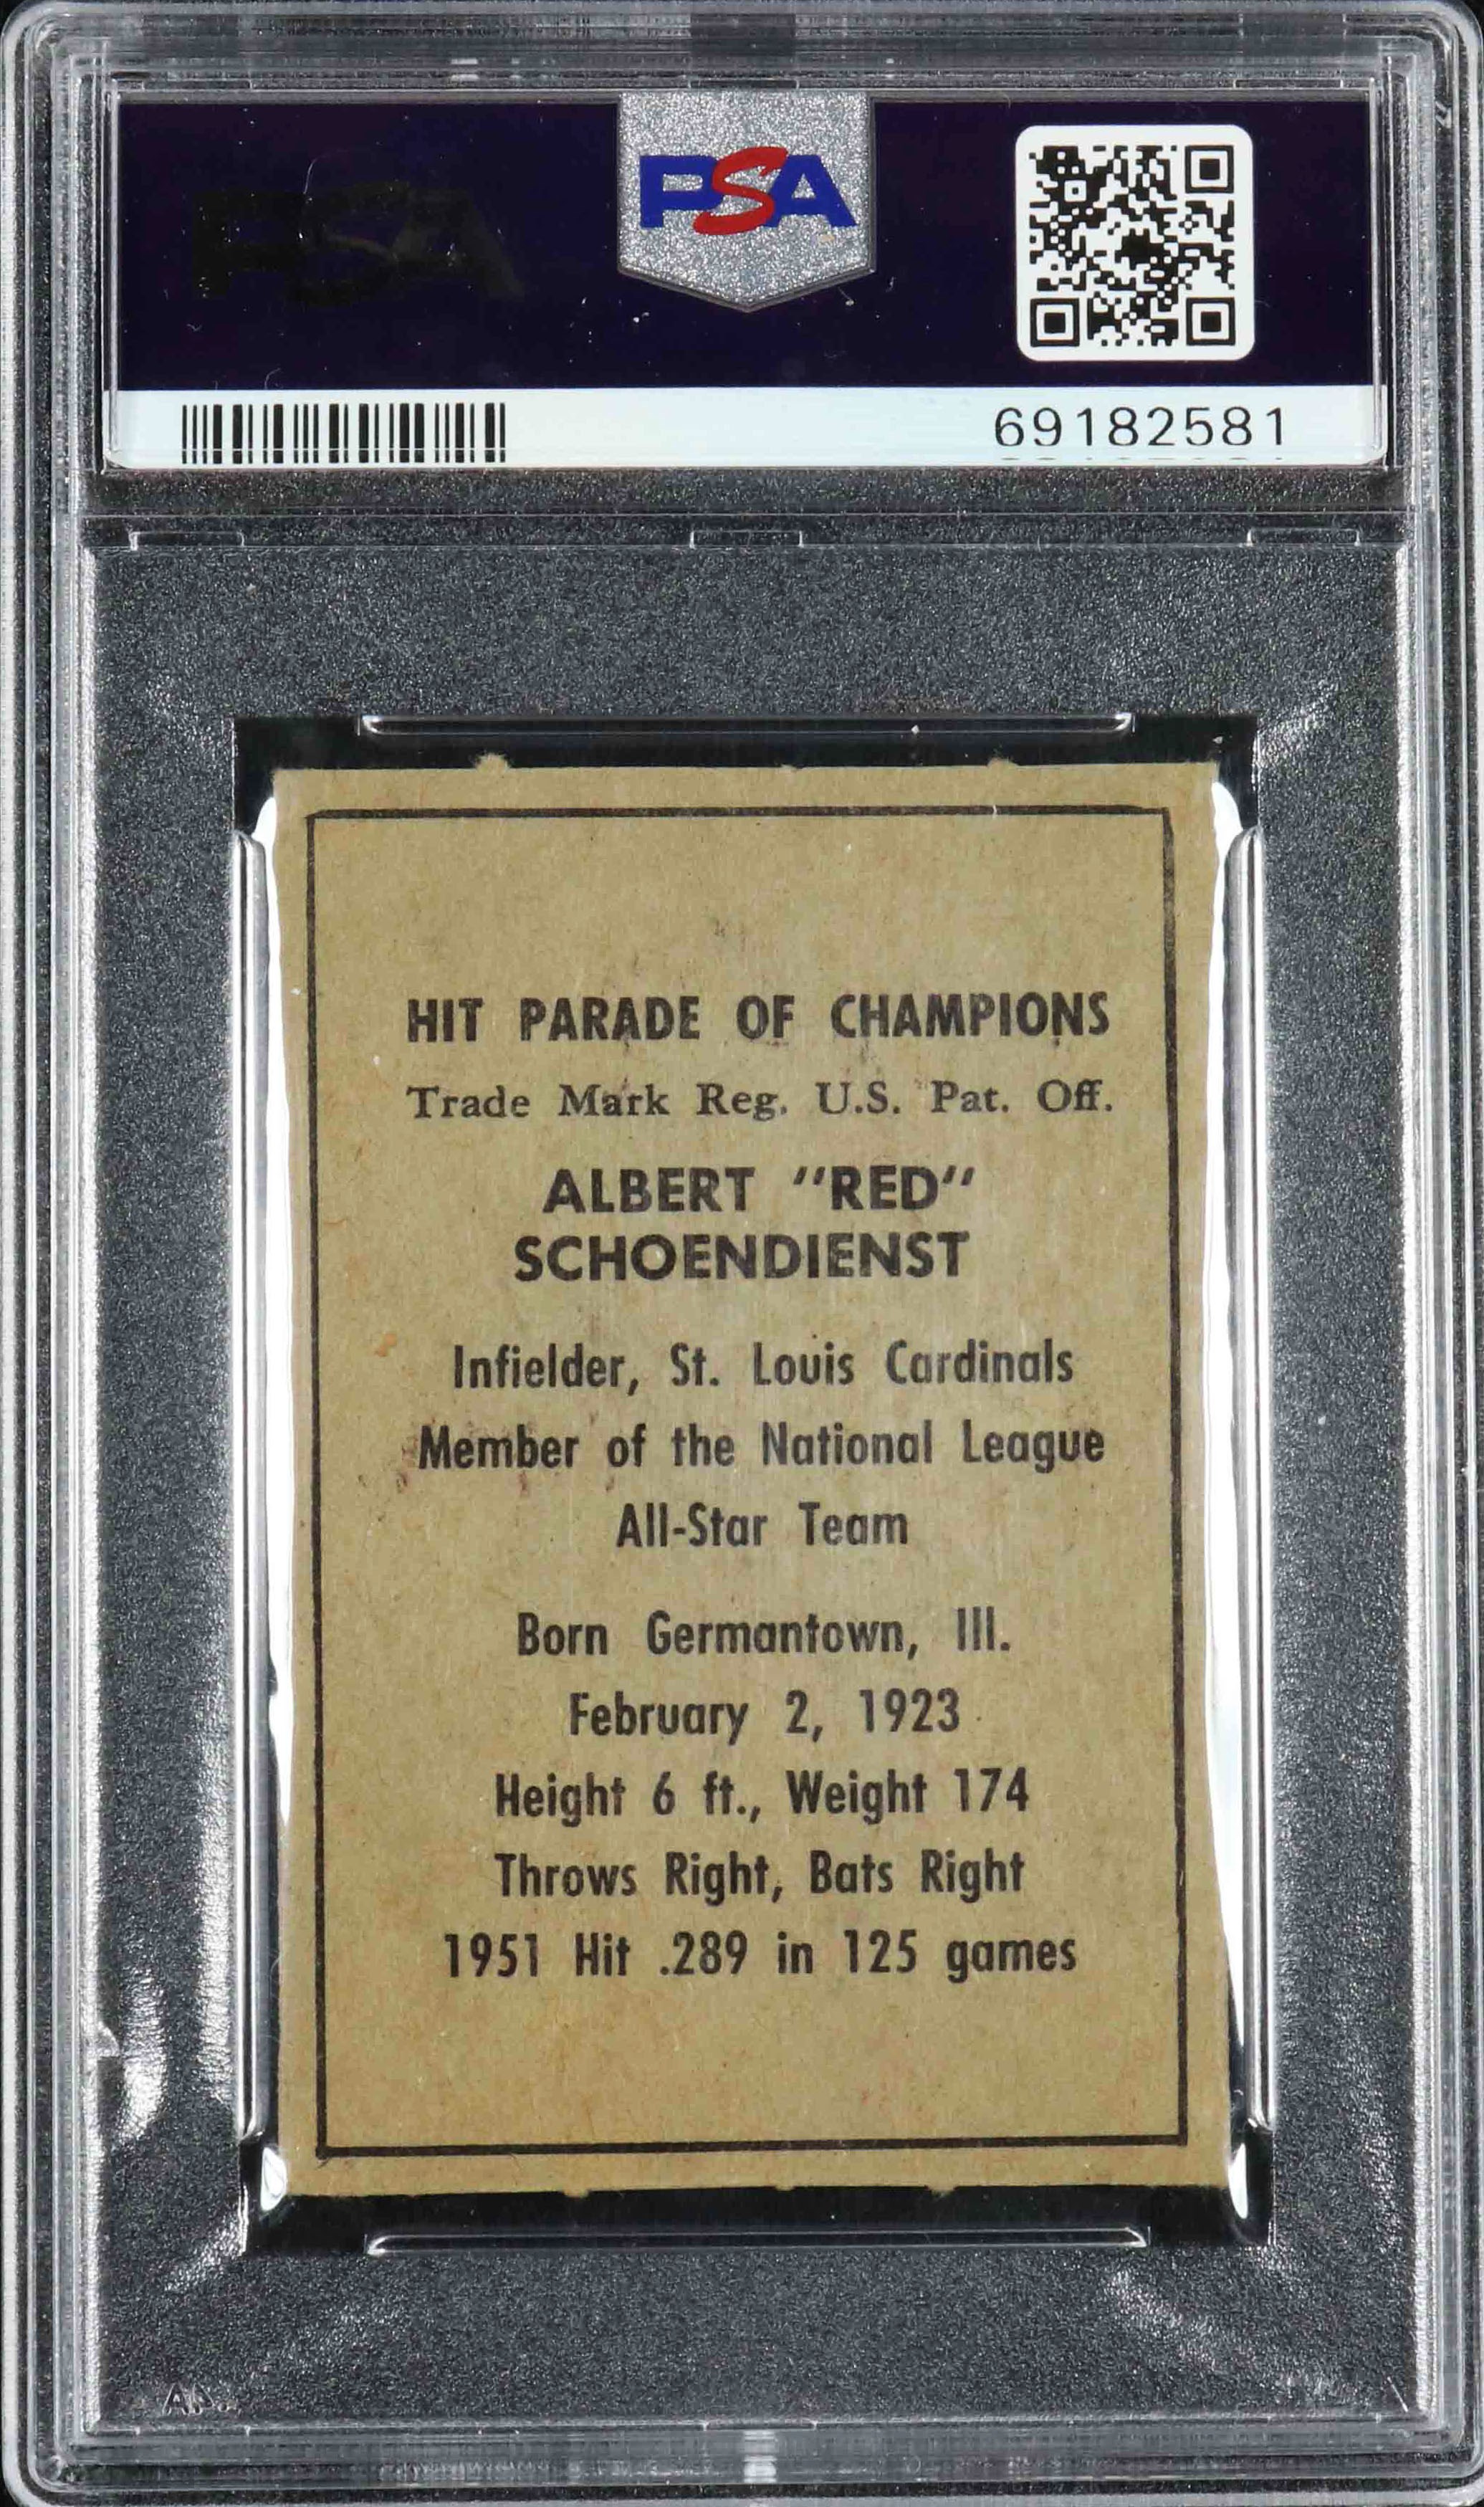 PSA
PSA
69182581
HIT PARADE OF CHAMPIONS
Trade Mark Reg. U.S. Pat. Off.
ALBERT "RED"
SCHOENDIENST
Infielder, St. Louis Cardinals
Member of the National League
All-Star Team
Born Germantown, Ill.
February 2, 1923
Height 6 ft., Weight 174
Throws Right, Bats Right
1951 Hit .289 in 125 games